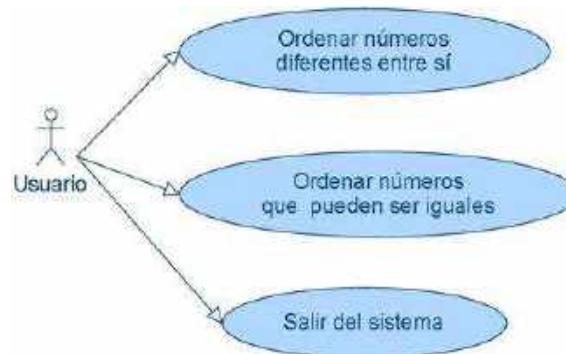 Ordenar números
diferentes entre sí
Usuario
Ordenar números
que pueden ser iguales
Salir del sistema